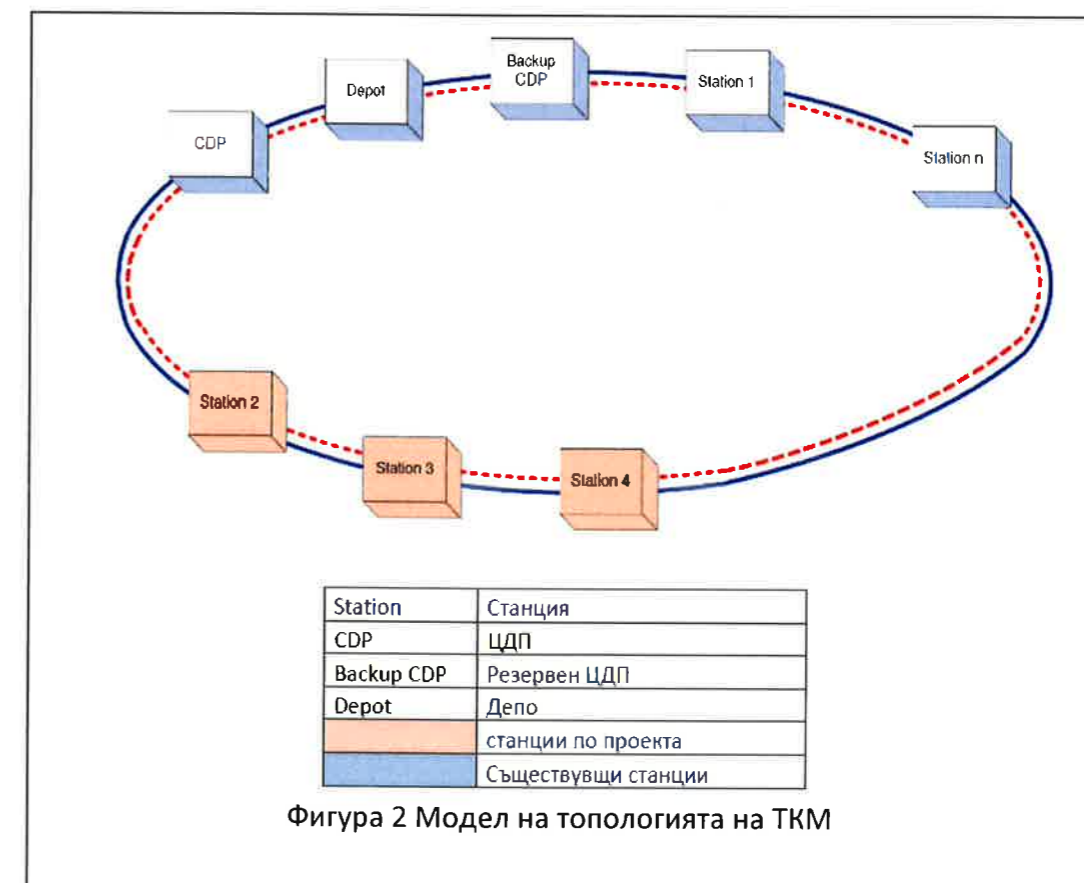 Backup
CDP
Depot
Station 1
CDP
Station n
Station 2
Station 3
Station 4
Station Станция
CDP ЦДП
Backup CDP Резервен ЦДП
Depot Депо
станции по проекта
Съществувщи станции
Фигура 2 Модел на топологията на ТКМ